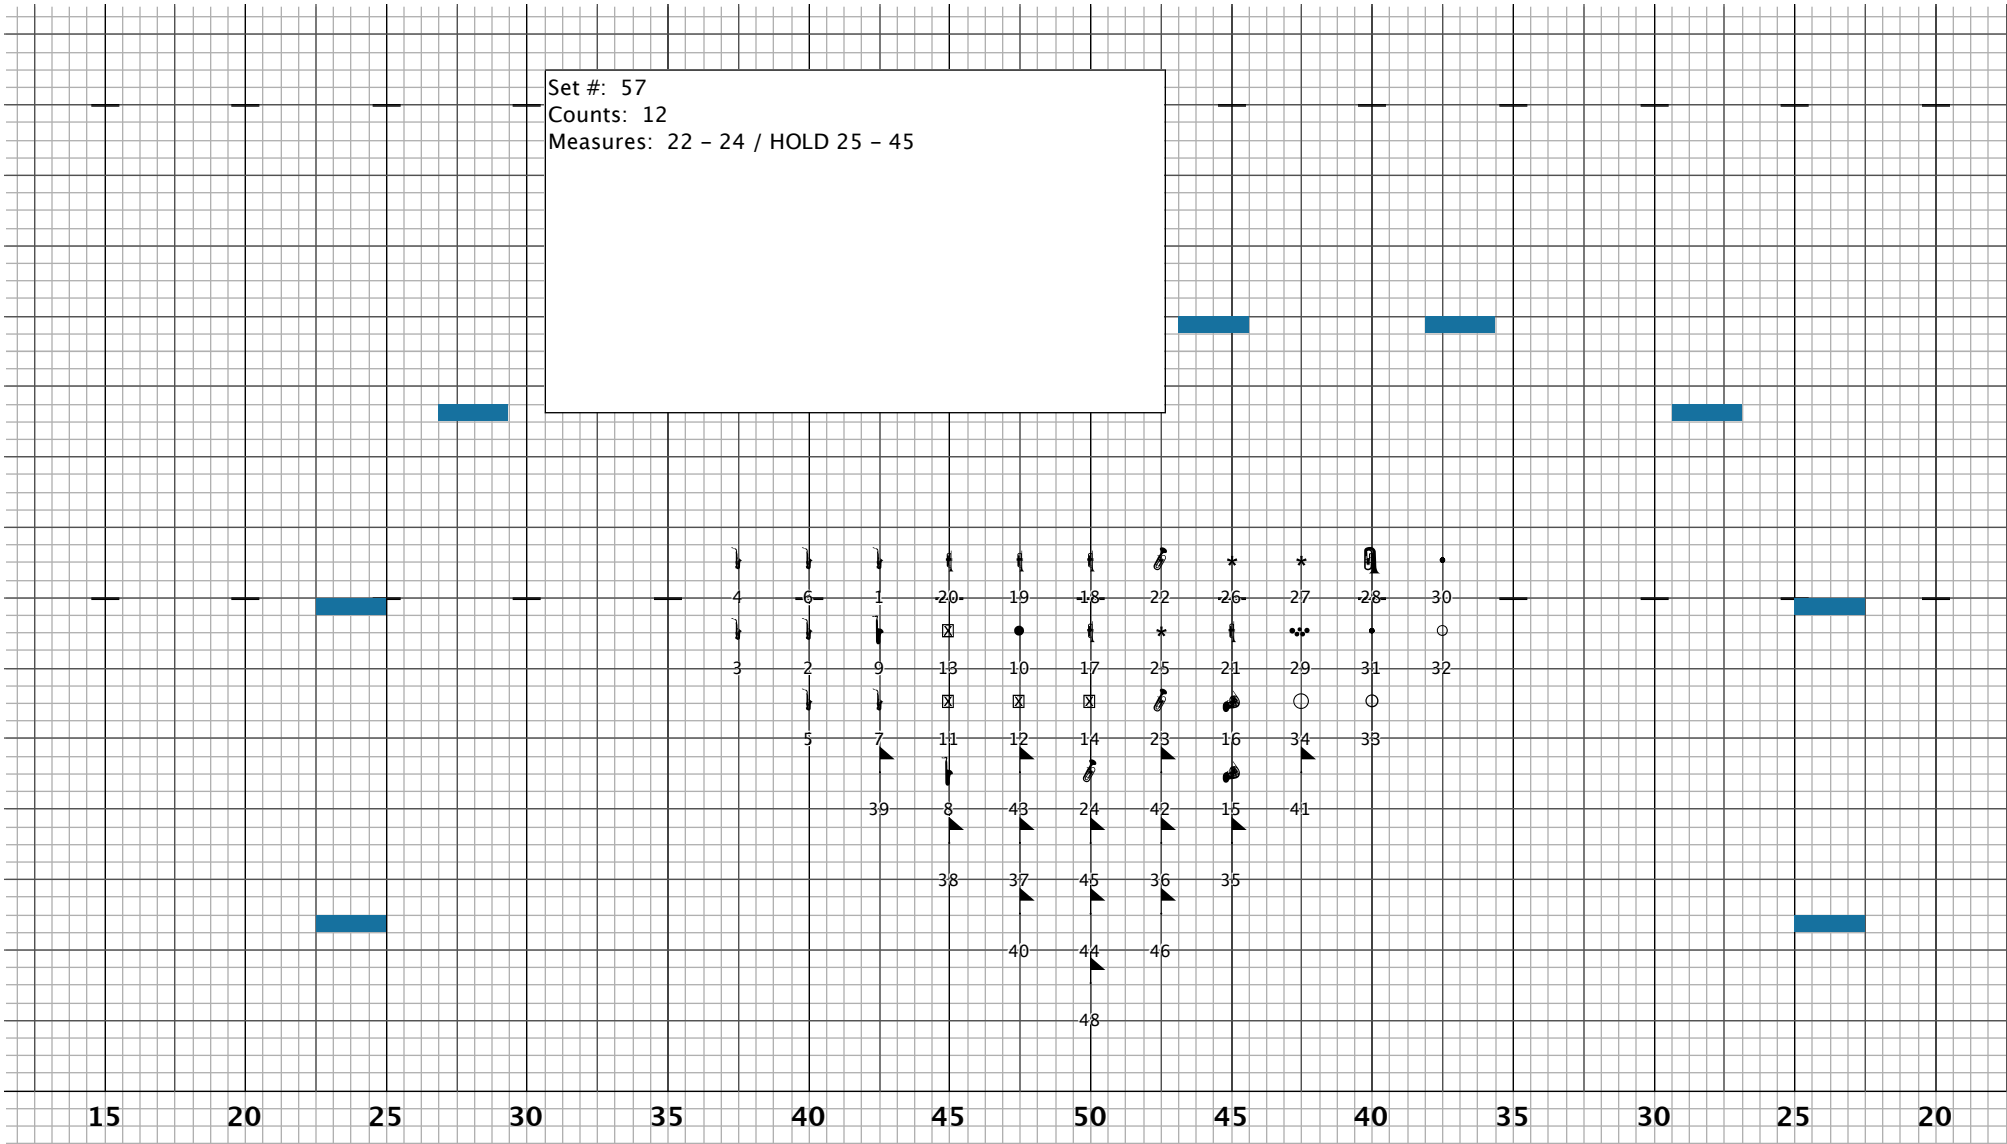 Set #: 57
Counts: 12
Measures: 22 – 24 / HOLD 25 – 45
4 6 1 20 19 18 22 26 27 28 30
3 2 9 13 10 17 25 21 29 31 32
5 7 11 12 14 23 16 34 33
39 8 43 24 42 15 41
38 37 45 36 35
40 44 46
48
15 20 25 30 35 40 45 50 45 40 35 30 25 20